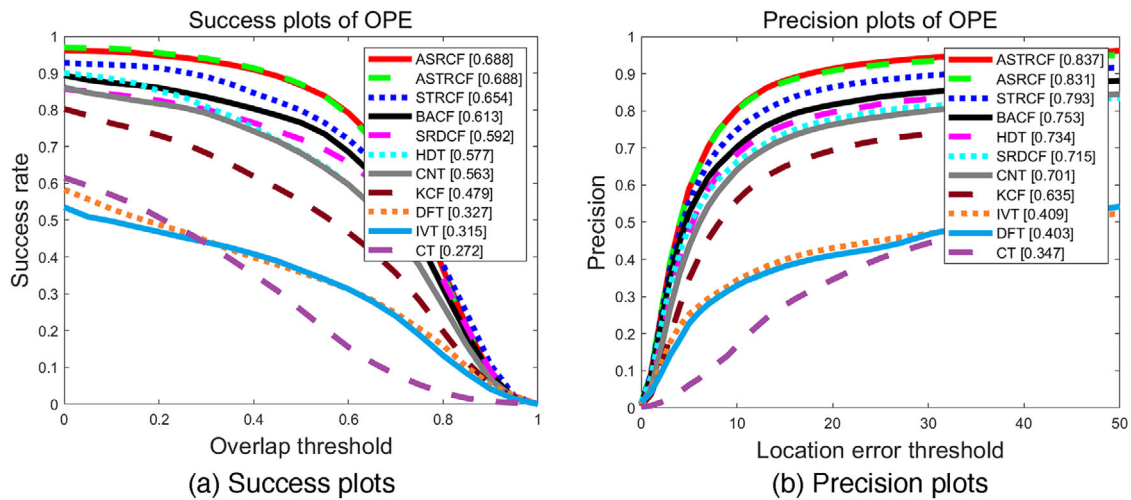 Success plots of OPE
1
0.9
0.8
0.7
0.6
0.5
0.4
0.3
0.2
0.1
0
Success rate
ASRCF [0.688]
ASTRCF [0.688]
STRCF [0.654]
BACF [0.613]
SRDCF [0.592]
HDT [0.577]
CNT [0.563]
KCF [0.479]
DFT [0.327]
IVT [0.315]
CT [0.272]
0 0.2 0.4 0.6 0.8 1
Overlap threshold
(a) Success plots
Precision plots of OPE
1
0.9
0.8
0.7
0.6
0.5
0.4
0.3
0.2
0.1
0
Precision
ASTRCF [0.837]
ASRCF [0.831]
STRCF [0.793]
BACF [0.753]
HDT [0.734]
SRDCF [0.715]
CNT [0.701]
KCF [0.635]
IVT [0.409]
DFT [0.403]
CT [0.347]
0 10 20 30 40 50
Location error threshold
(b) Precision plots